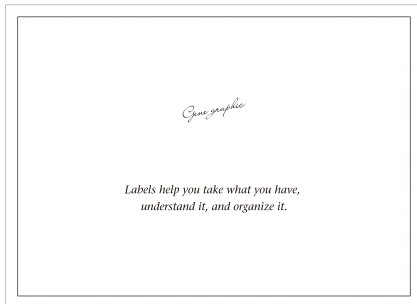 Gene graphic
Labels help you take what you have,
understand it, and organize it.